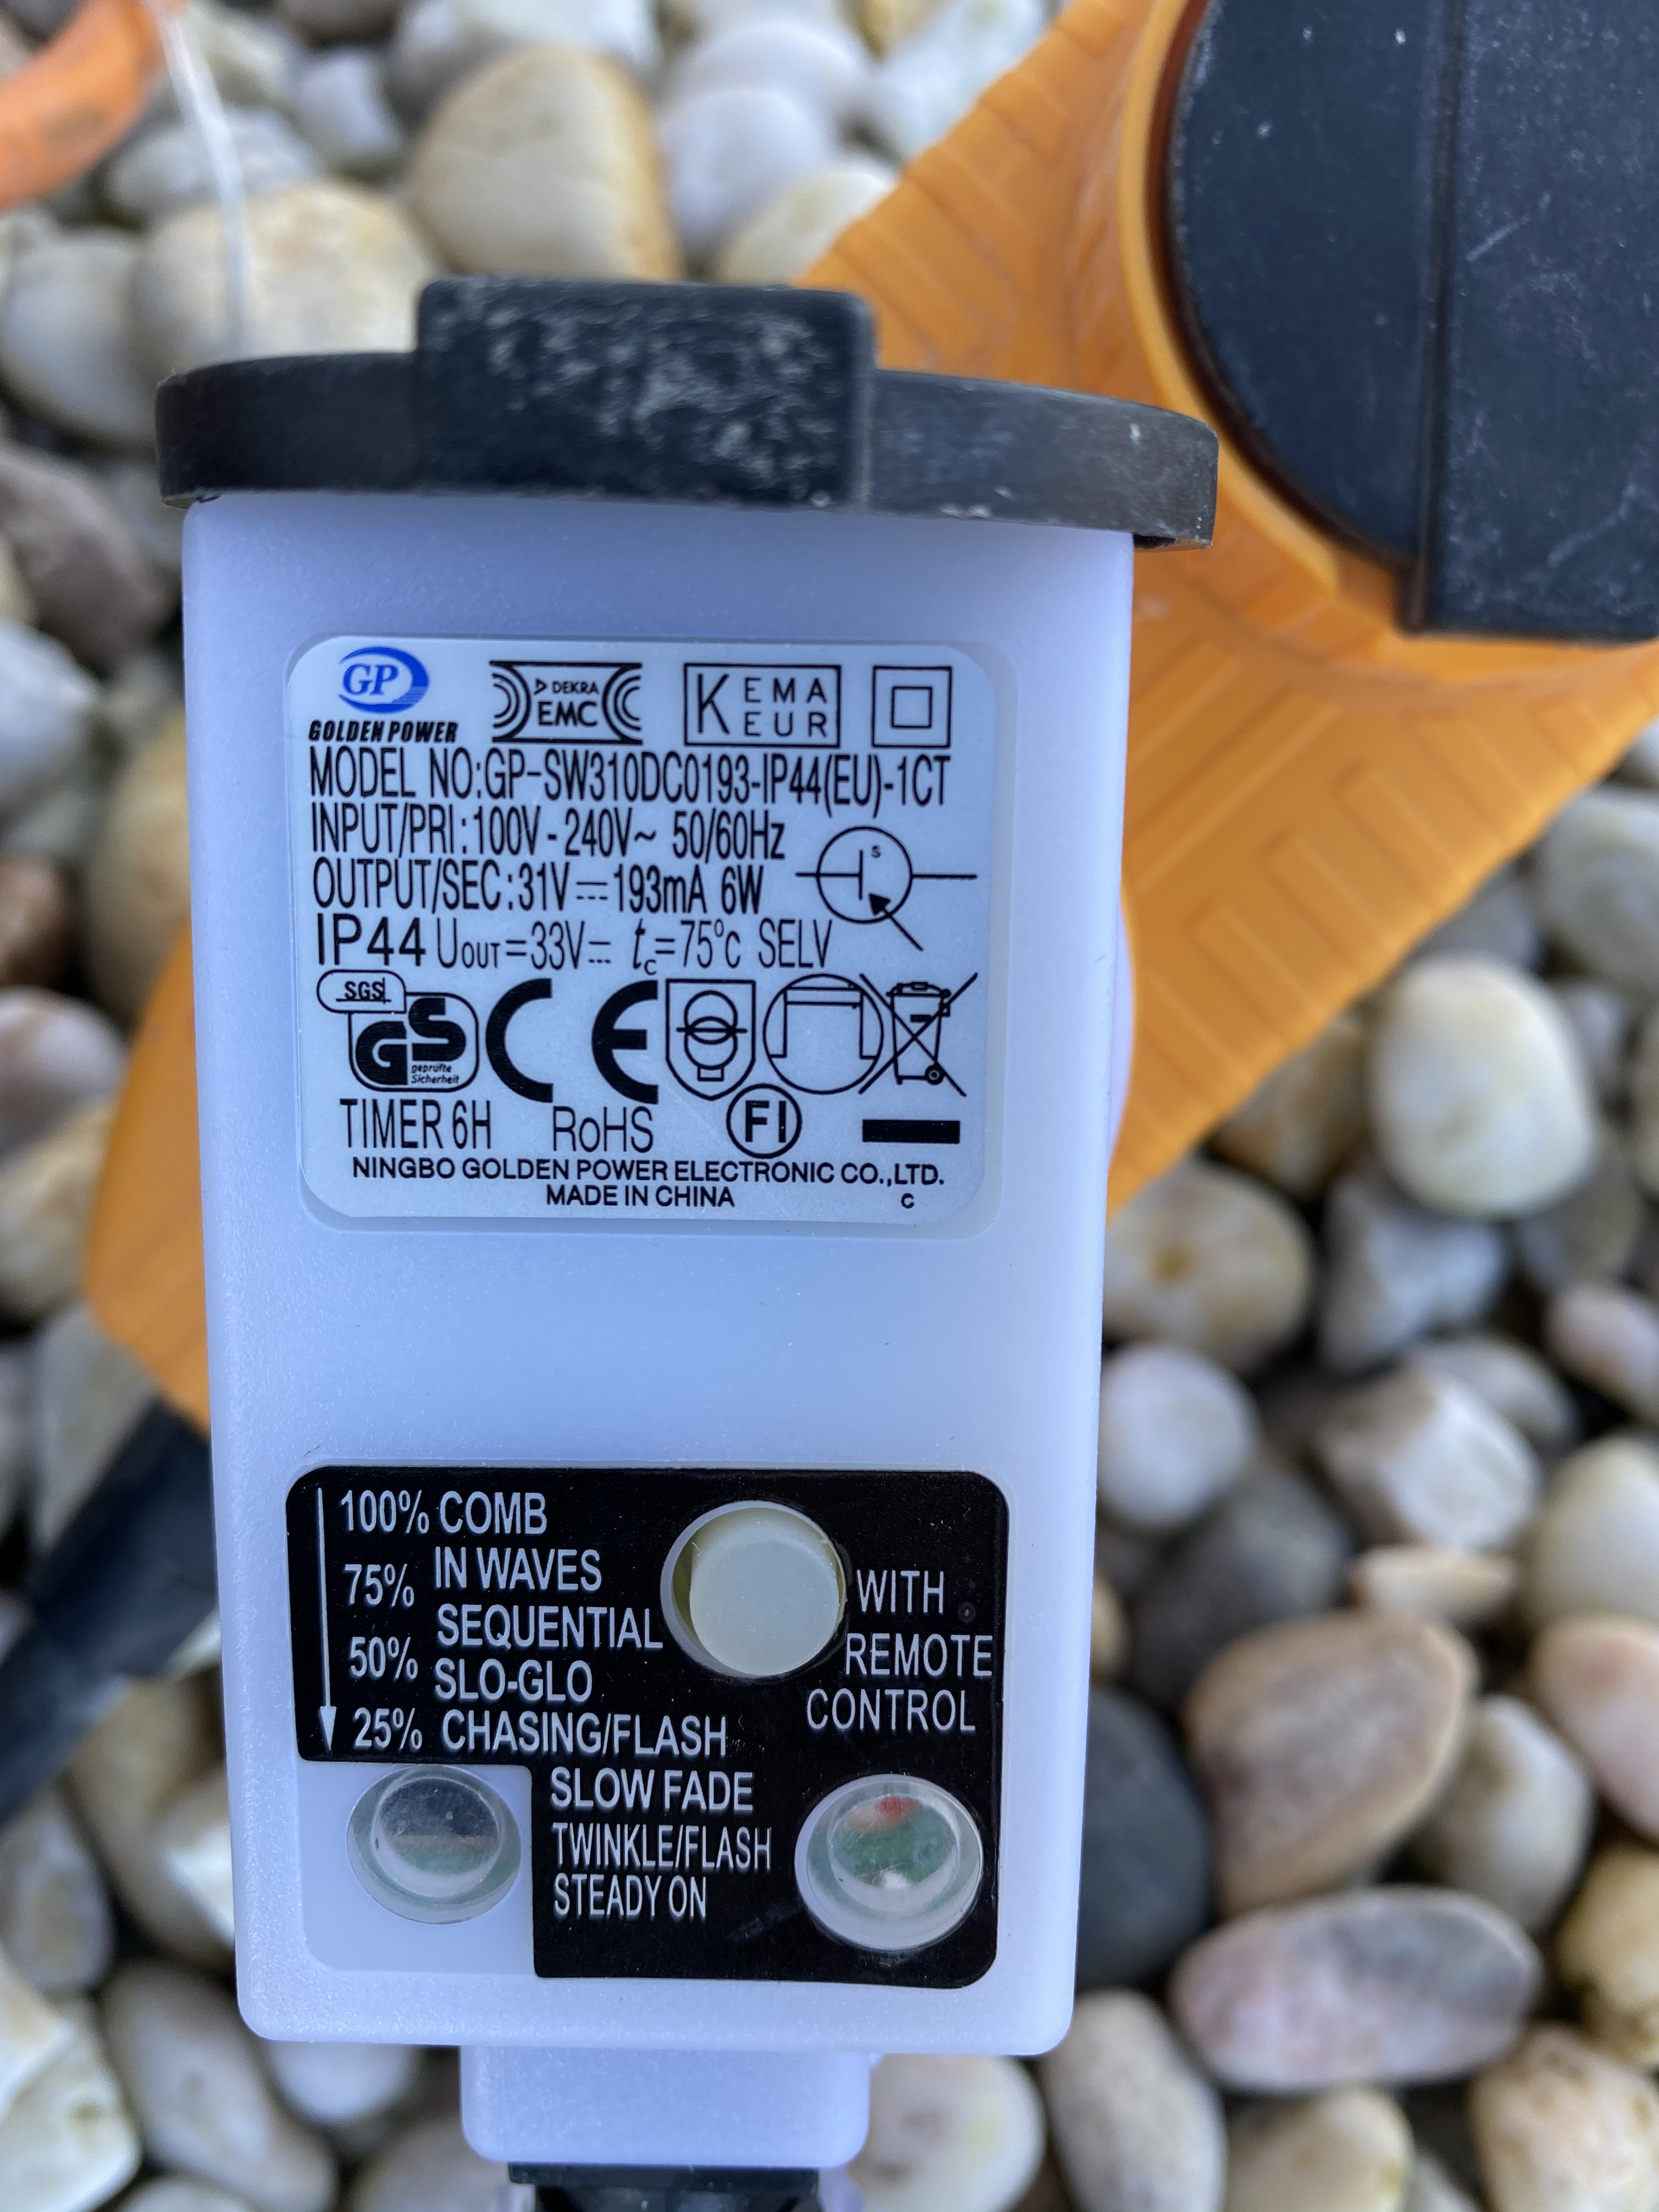 GP
GOLDEN POWER
DEKRA
EMC
KEMA
EUR
MODEL NO:GP-SW310DC0193-IP44(EU)-1CT
INPUT/PRI:100V-240V~ 50/60Hz
S
OUTPUT/SEC:31V⎓193mA 6W
IP44 UOUT=33V⎓ tc=75°c SELV
SGS
GS
geprüfte
Sicherheit
CE
TIMER 6H RoHS FI
NINGBO GOLDEN POWER ELECTRONIC CO.,LTD.
MADE IN CHINA C
100% COMB
IN WAVES
75%
SEQUENTIAL
50%
SLO-GLO
25% CHASING/FLASH
SLOW FADE
TWINKLE/FLASH
STEADY ON
WITH
REMOTE
CONTROL